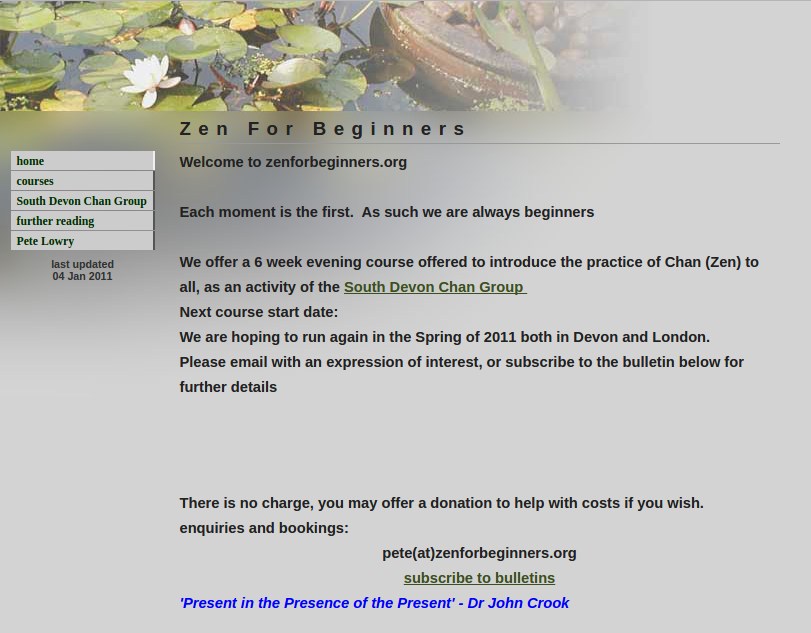 Zen For Beginners
home
courses
South Devon Chan Group
further reading
Pete Lowry
last updated
04 Jan 2011
Welcome to zenforbeginners.org
Each moment is the first.  As such we are always beginners
We offer a 6 week evening course offered to introduce the practice of Chan (Zen) to
all, as an activity of the South Devon Chan Group
Next course start date:
We are hoping to run again in the Spring of 2011 both in Devon and London.
Please email with an expression of interest, or subscribe to the bulletin below for
further details
There is no charge, you may offer a donation to help with costs if you wish.
enquiries and bookings:
pete(at)zenforbeginners.org
subscribe to bulletins
'Present in the Presence of the Present' - Dr John Crook